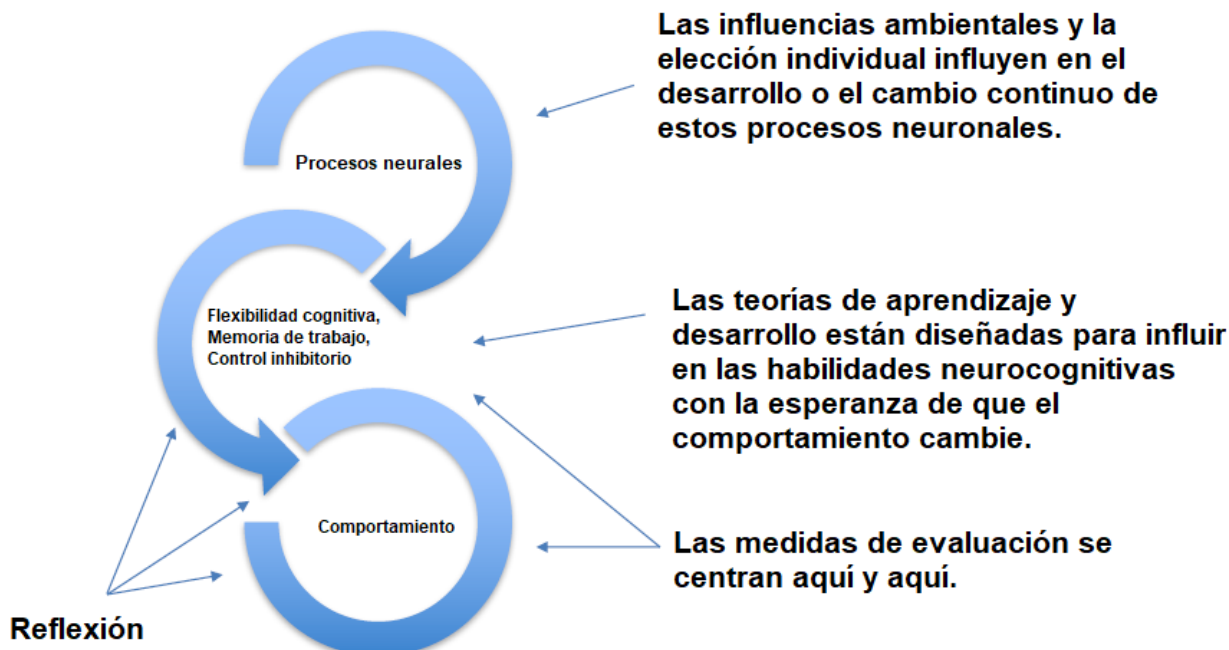 Las influencias ambientales y la
elección individual influyen en el
desarrollo o el cambio continuo de
estos procesos neuronales.
Procesos neurales
Flexibilidad cognitiva,
Memoria de trabajo,
Control inhibitorio
Las teorías de aprendizaje y
desarrollo están diseñadas para influir
en las habilidades neurocognitivas
con la esperanza de que el
comportamiento cambie.
Comportamiento
Las medidas de evaluación se
centran aquí y aquí.
Reflexión